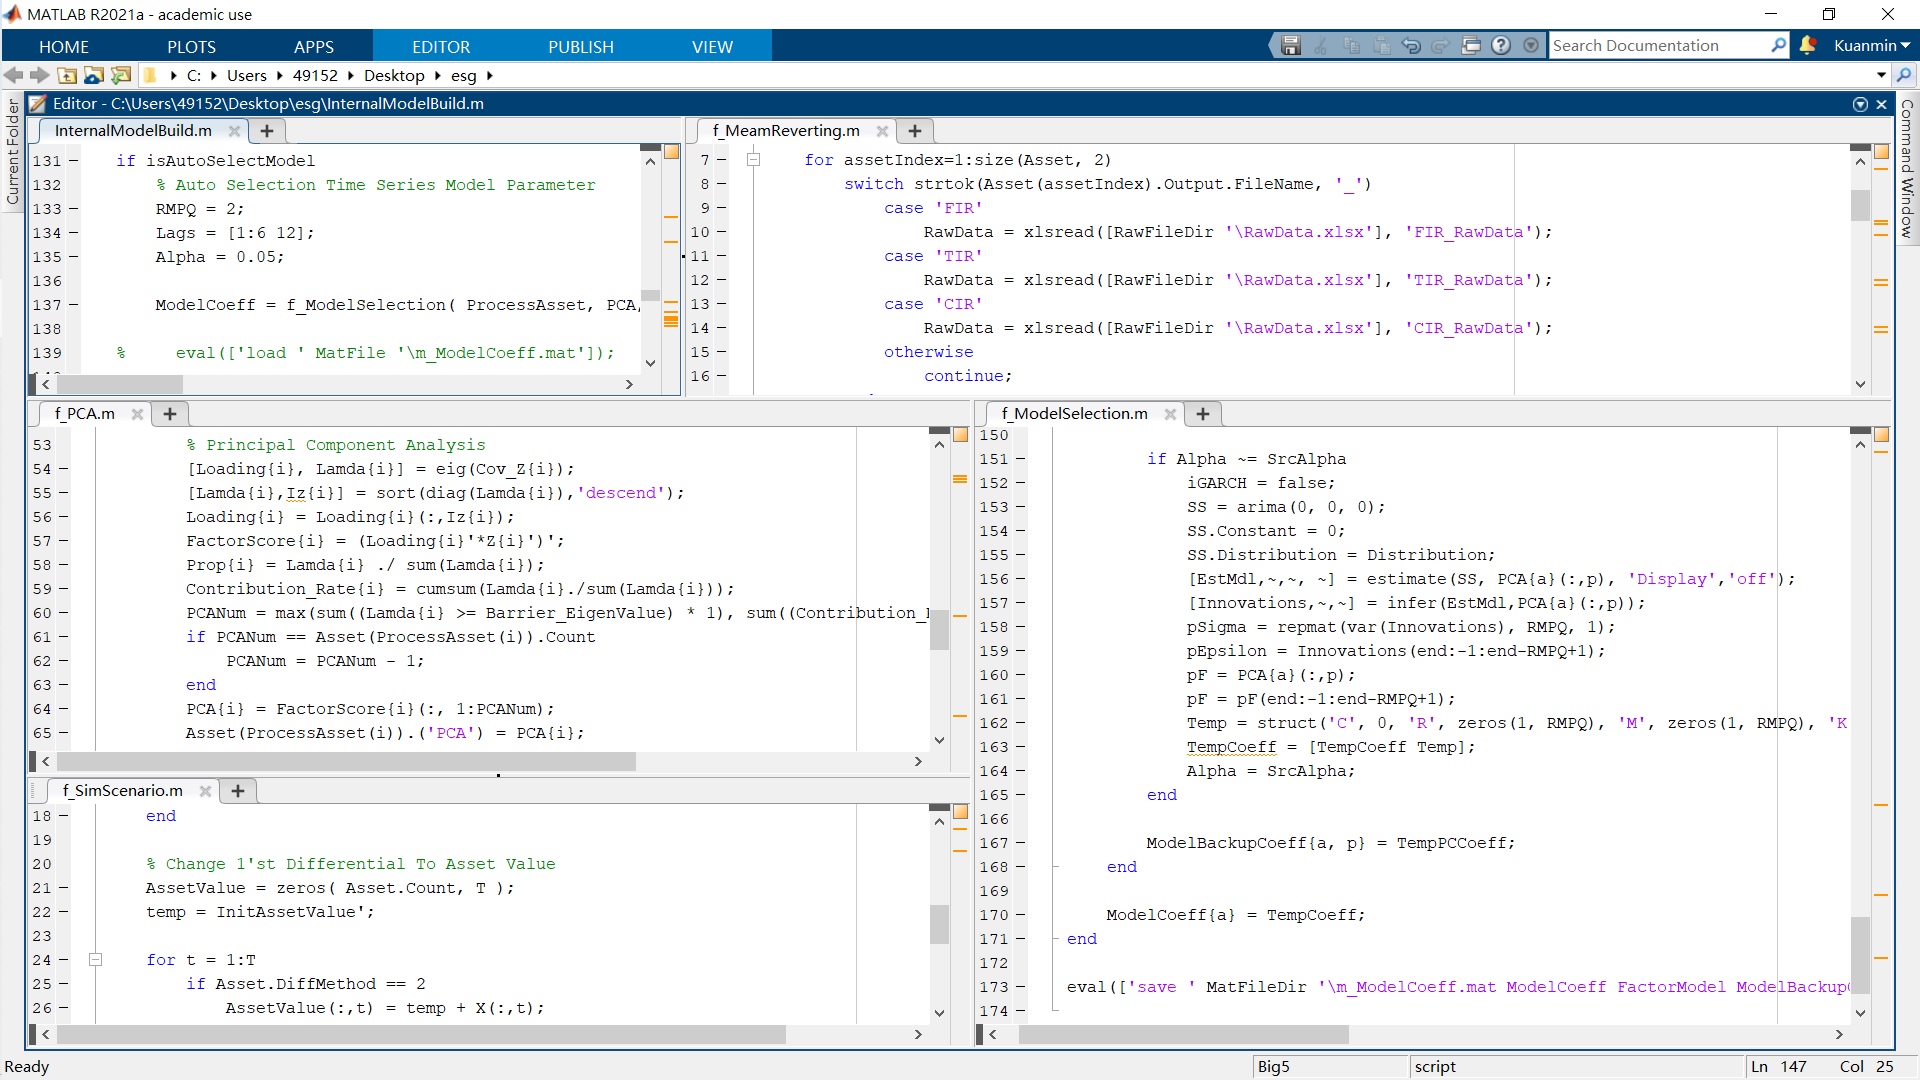 MATLAB R2021a - academic use
HOME PLOTS APPS EDITOR PUBLISH VIEW Search Documentation Kuanmin
C: Users 49152 Desktop esg
Current Folder
Editor - C:\Users\49152\Desktop\esg\InternalModelBuild.m
InternalModelBuild.m
131 if isAutoSelectModel
132 % Auto Selection Time Series Model Parameter
133 RMPQ = 2;
134 Lags = [1:6 12];
135 Alpha = 0.05;
136
137 ModelCoeff = f_ModelSelection( ProcessAsset, PCA,
138
139 % eval(['load ' MatFile '\m_ModelCoeff.mat']);
f_MeamReverting.m
7 for assetIndex=1:size(Asset, 2)
8 switch strtok(Asset(assetIndex).Output.FileName, '_')
9 case 'FIR'
10 RawData = xlsread([RawFileDir '\RawData.xlsx'], 'FIR_RawData');
11 case 'TIR'
12 RawData = xlsread([RawFileDir '\RawData.xlsx'], 'TIR_RawData');
13 case 'CIR'
14 RawData = xlsread([RawFileDir '\RawData.xlsx'], 'CIR_RawData');
15 otherwise
16 continue;
Command Window
f_PCA.m
53 % Principal Component Analysis
54 [Loading{i}, Lamda{i}] = eig(Cov_Z{i});
55 [Lamda{i},Iz{i}] = sort(diag(Lamda{i}),'descend');
56 Loading{i} = Loading{i}(:,Iz{i});
57 FactorScore{i} = (Loading{i}'*Z{i}')';
58 Prop{i} = Lamda{i} ./ sum(Lamda{i});
59 Contribution_Rate{i} = cumsum(Lamda{i}./sum(Lamda{i}));
60 PCANum = max(sum((Lamda{i} >= Barrier_EigenValue) * 1), sum((Contribution_
61 if PCANum == Asset(ProcessAsset(i)).Count
62 PCANum = PCANum - 1;
63 end
64 PCA{i} = FactorScore{i}(:, 1:PCANum);
65 Asset(ProcessAsset(i)).('PCA') = PCA{i};
f_SimScenario.m
18 end
19
20 % Change 1'st Differential To Asset Value
21 AssetValue = zeros( Asset.Count, T );
22 temp = InitAssetValue';
23
24 for t = 1:T
25 if Asset.DiffMethod == 2
26 AssetValue(:,t) = temp + X(:,t);
f_ModelSelection.m
150
151 if Alpha ~= SrcAlpha
152 iGARCH = false;
153 SS = arima(0, 0, 0);
154 SS.Constant = 0;
155 SS.Distribution = Distribution;
156 [EstMdl,~,~, ~] = estimate(SS, PCA{a}(:,p), 'Display','off');
157 [Innovations,~,~] = infer(EstMdl,PCA{a}(:,p));
158 pSigma = repmat(var(Innovations), RMPQ, 1);
159 pEpsilon = Innovations(end:-1:end-RMPQ+1);
160 pF = PCA{a}(:,p);
161 pF = pF(end:-1:end-RMPQ+1);
162 Temp = struct('C', 0, 'R', zeros(1, RMPQ), 'M', zeros(1, RMPQ), 'K
163 TempCoeff = [TempCoeff Temp];
164 Alpha = SrcAlpha;
165 end
166
167 ModelBackupCoeff{a, p} = TempPCCoeff;
168 end
169
170 ModelCoeff{a} = TempCoeff;
171 end
172
173 eval(['save ' MatFileDir '\m_ModelCoeff.mat ModelCoeff FactorModel ModelBackup
174
Ready Big5 script Ln 147 Col 25